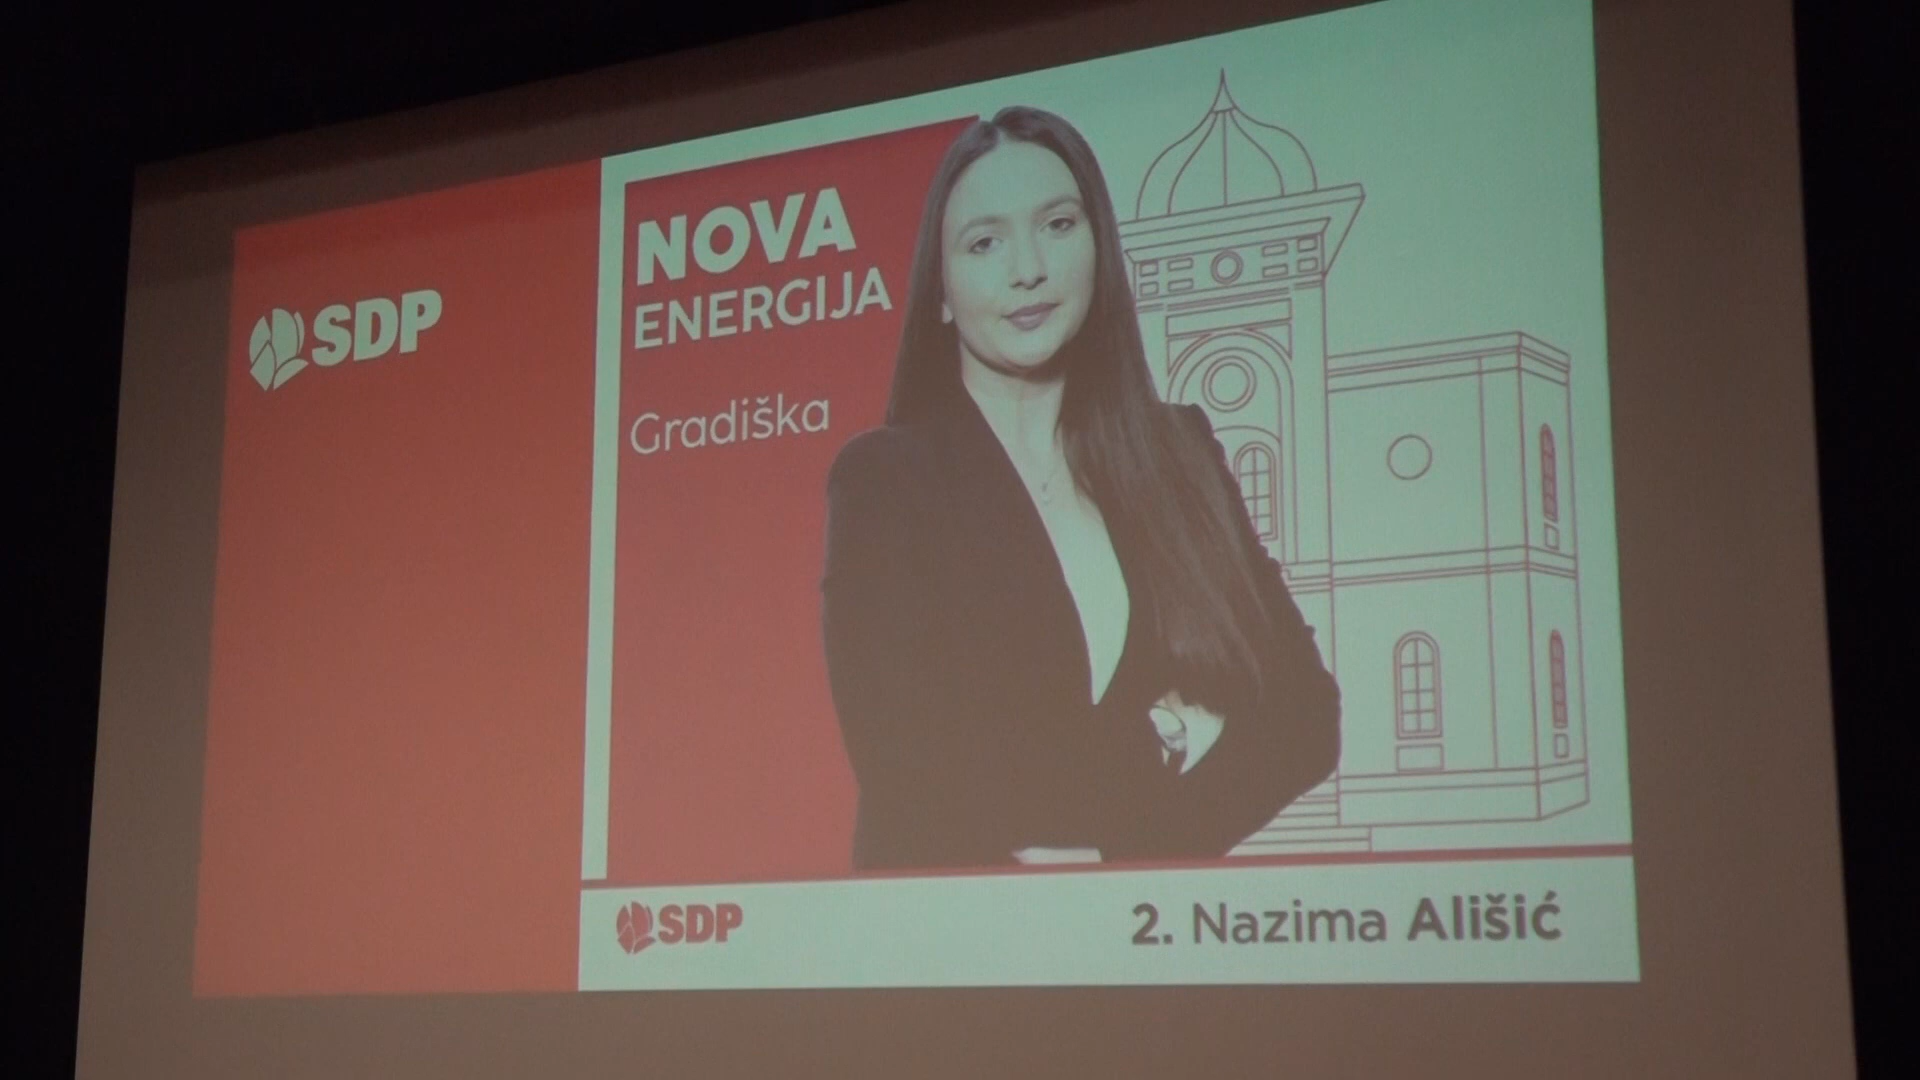 SDP
NOVA
ENERGIJA
Gradiška
SDP
2. Nazima Ališić